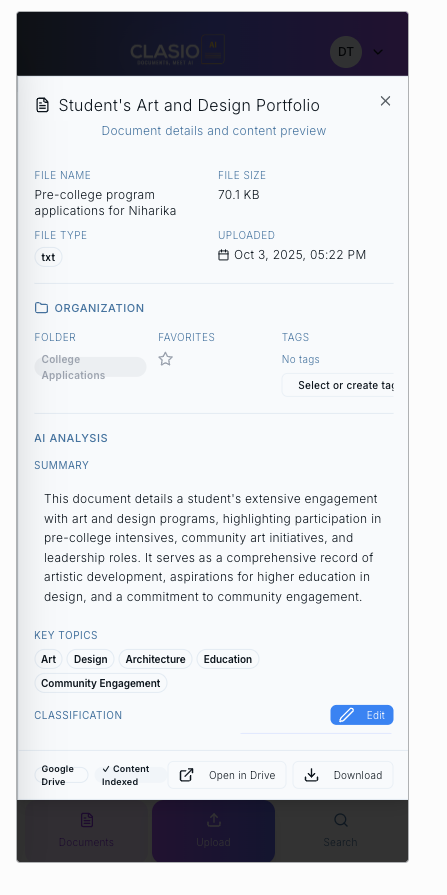 CLASIO AI
DOCUMENTS, MEET AI
DT
Student's Art and Design Portfolio
Document details and content preview
FILE NAME
FILE SIZE
Pre-college program
applications for Niharika
70.1 KB
FILE TYPE
UPLOADED
txt
Oct 3, 2025, 05:22 PM
ORGANIZATION
FOLDER
FAVORITES
TAGS
College
Applications
No tags
Select or create tag
AI ANALYSIS
SUMMARY
This document details a student's extensive engagement
with art and design programs, highlighting participation in
pre-college intensives, community art initiatives, and
leadership roles. It serves as a comprehensive record of
artistic development, aspirations for higher education in
design, and a commitment to community engagement.
KEY TOPICS
Art Design Architecture Education
Community Engagement
CLASSIFICATION
Edit
Google
Drive
✓ Content
Indexed
Open in Drive
Download
Documents
Upload
Search